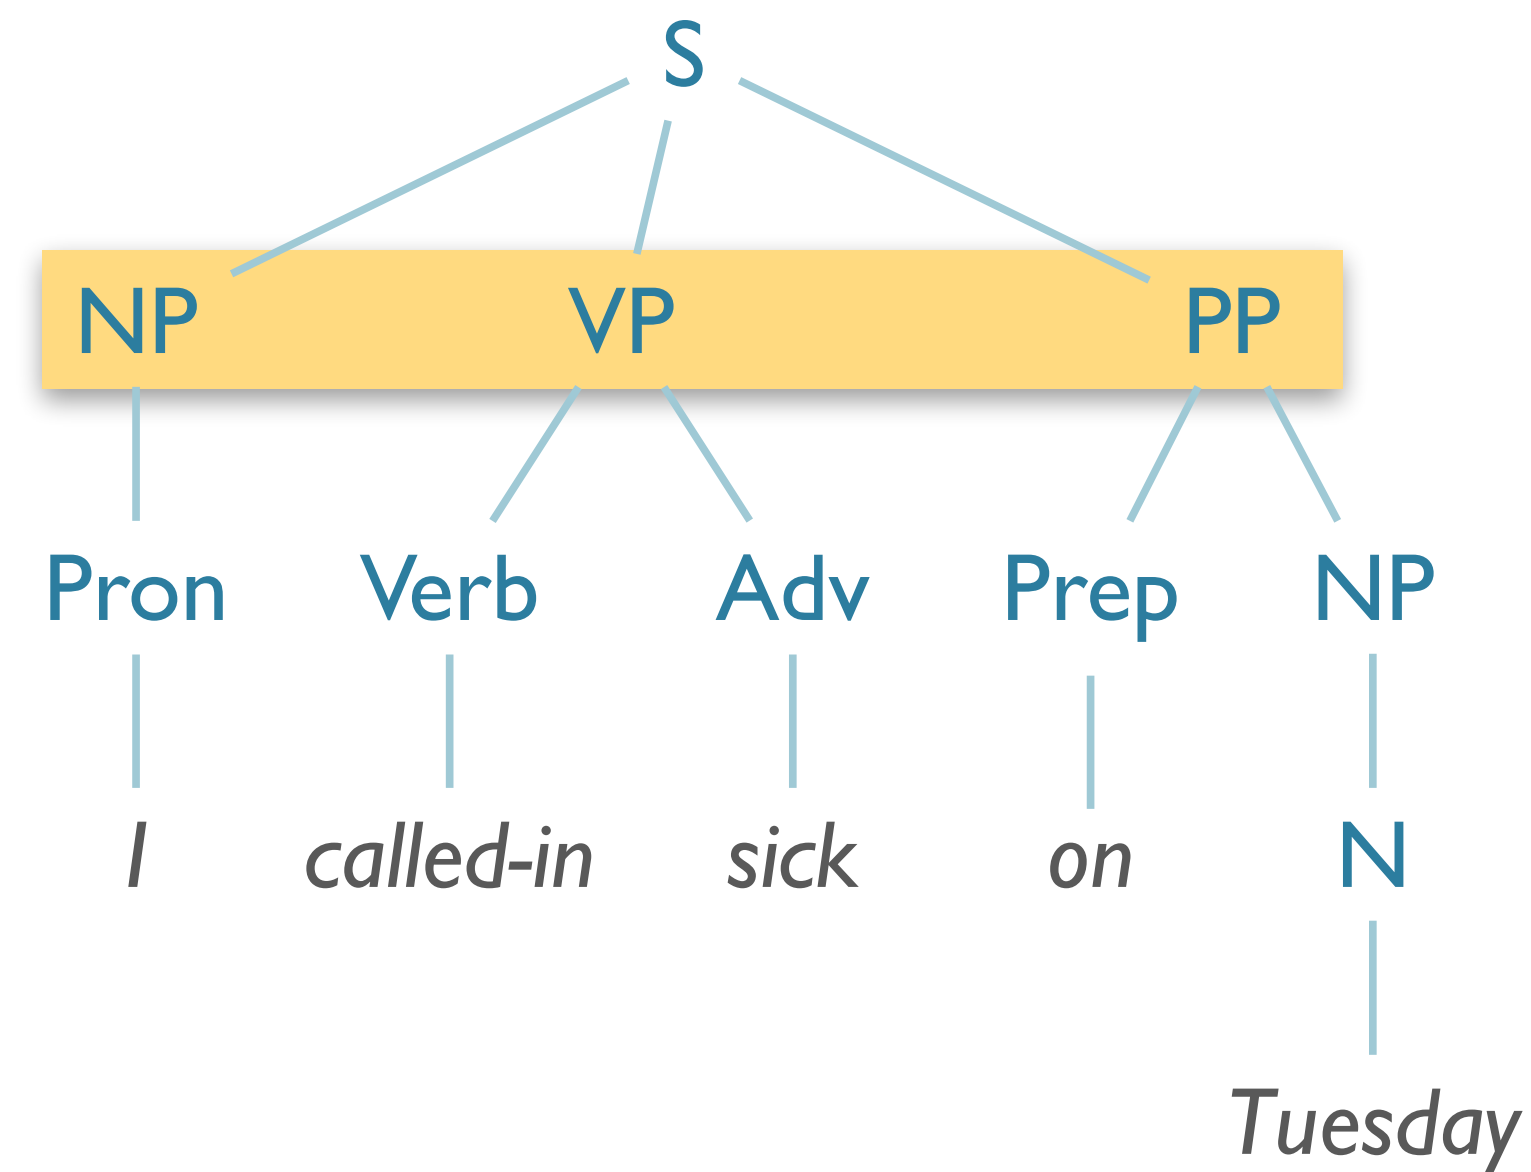 S
NP VP PP
Pron Verb Adv Prep NP
I called-in sick on N
Tuesday